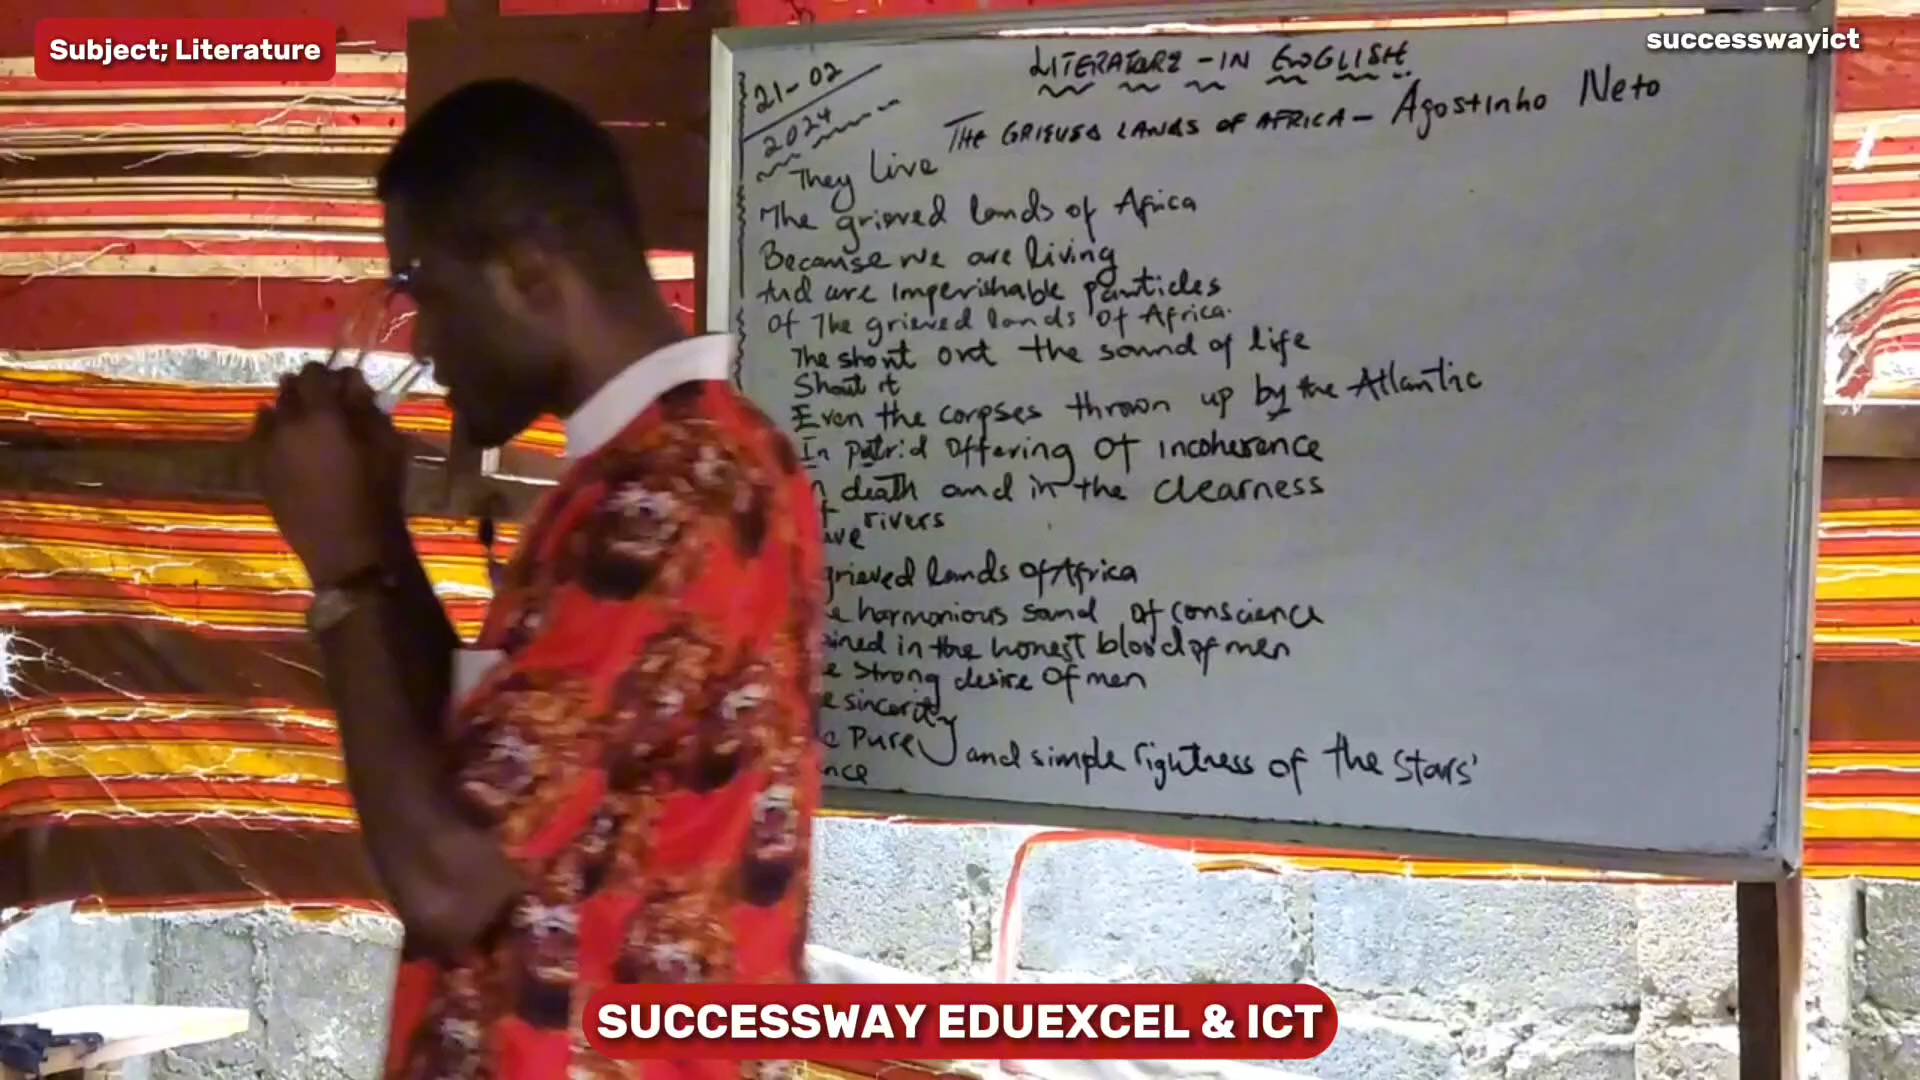 Subject; Literature
successwayict
21-02
2024
LITERATURE - IN ENGLISH
THE GRIEVED LANDS OF AFRICA - Agostinho Neto
They live
The grieved lands of Africa
Because we are living
And are imperishable particles
Of The grieved lands of Africa.
The shout out the sound of life
Shout it
Even the corpses thrown up by the Atlantic
In putrid offering of incoherence
death and in the clearness
rivers
grieved lands of Africa
harmonious sound of conscience
in the honest blood of men
strong desire of men
sincerity
Pure and simple rightness of the stars'
SUCCESSWAY EDUEXCEL & ICT